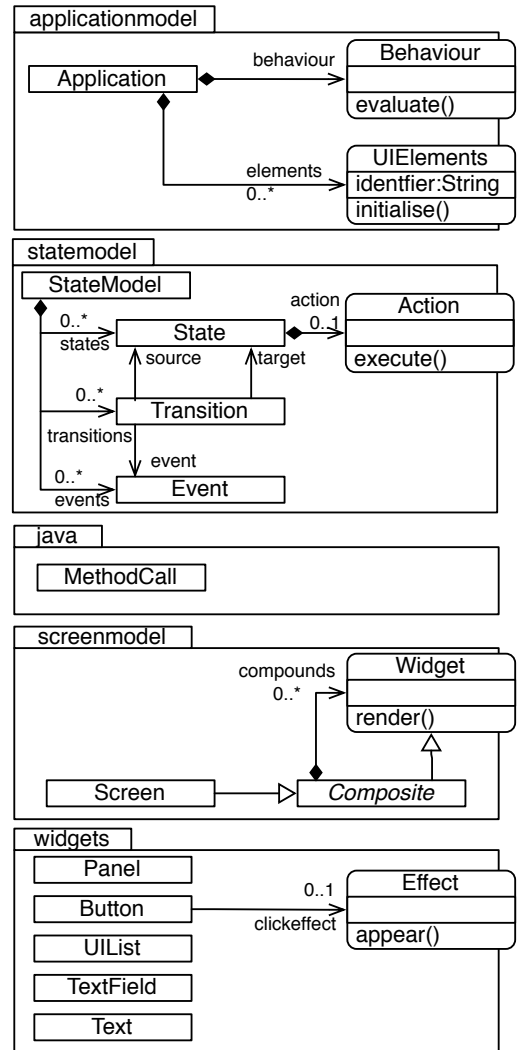 applicationmodel
Behaviour
behaviour
Application
evaluate()
UIElements
elements
identfier:String
0..*
initialise()
statemodel
StateModel
action
Action
0..*
State
0..1
states
source
target
execute()
0..*
Transition
transitions
event
0..*
Event
events
java
MethodCall
screenmodel
compounds
Widget
0..*
render()
Screen
Composite
widgets
Panel
Effect
0..1
Button
clickeffect
appear()
UIList
TextField
Text